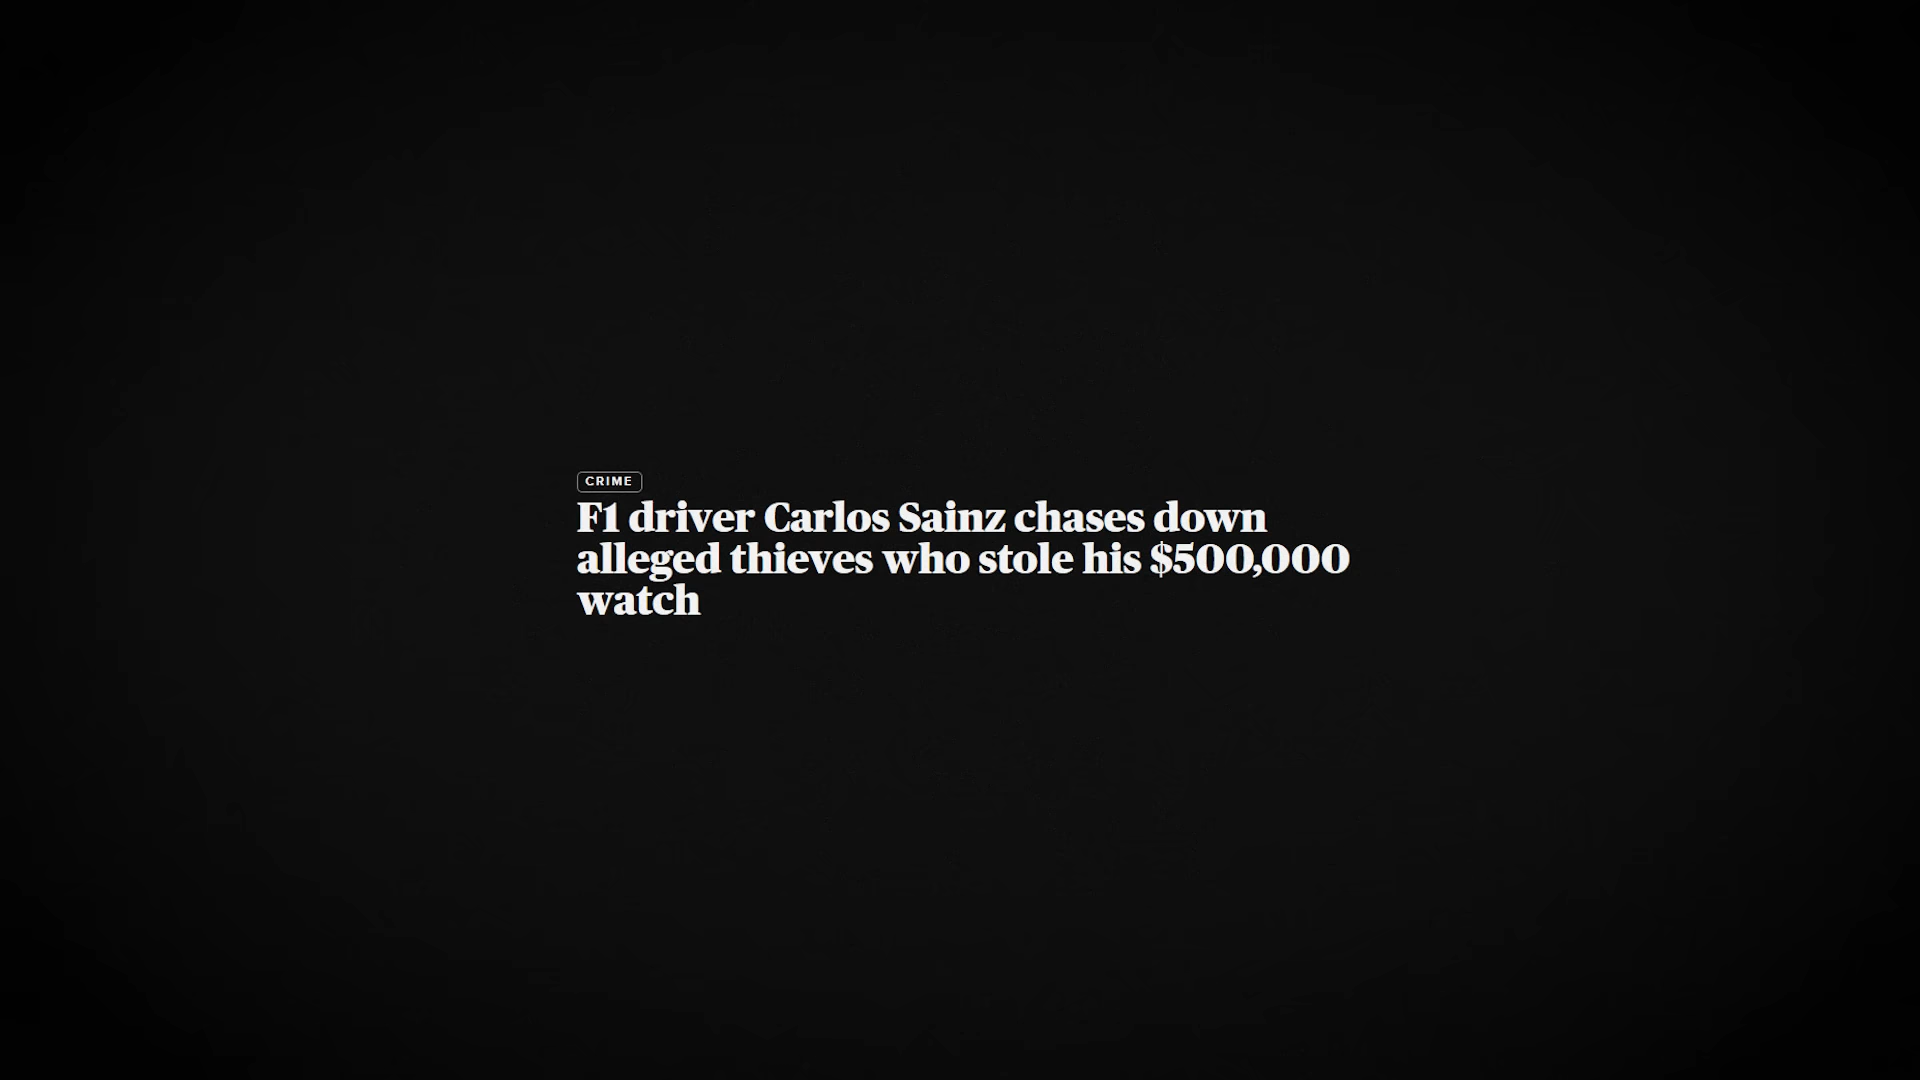 CRIME
F1 driver Carlos Sainz chases down
alleged thieves who stole his $500,000
watch